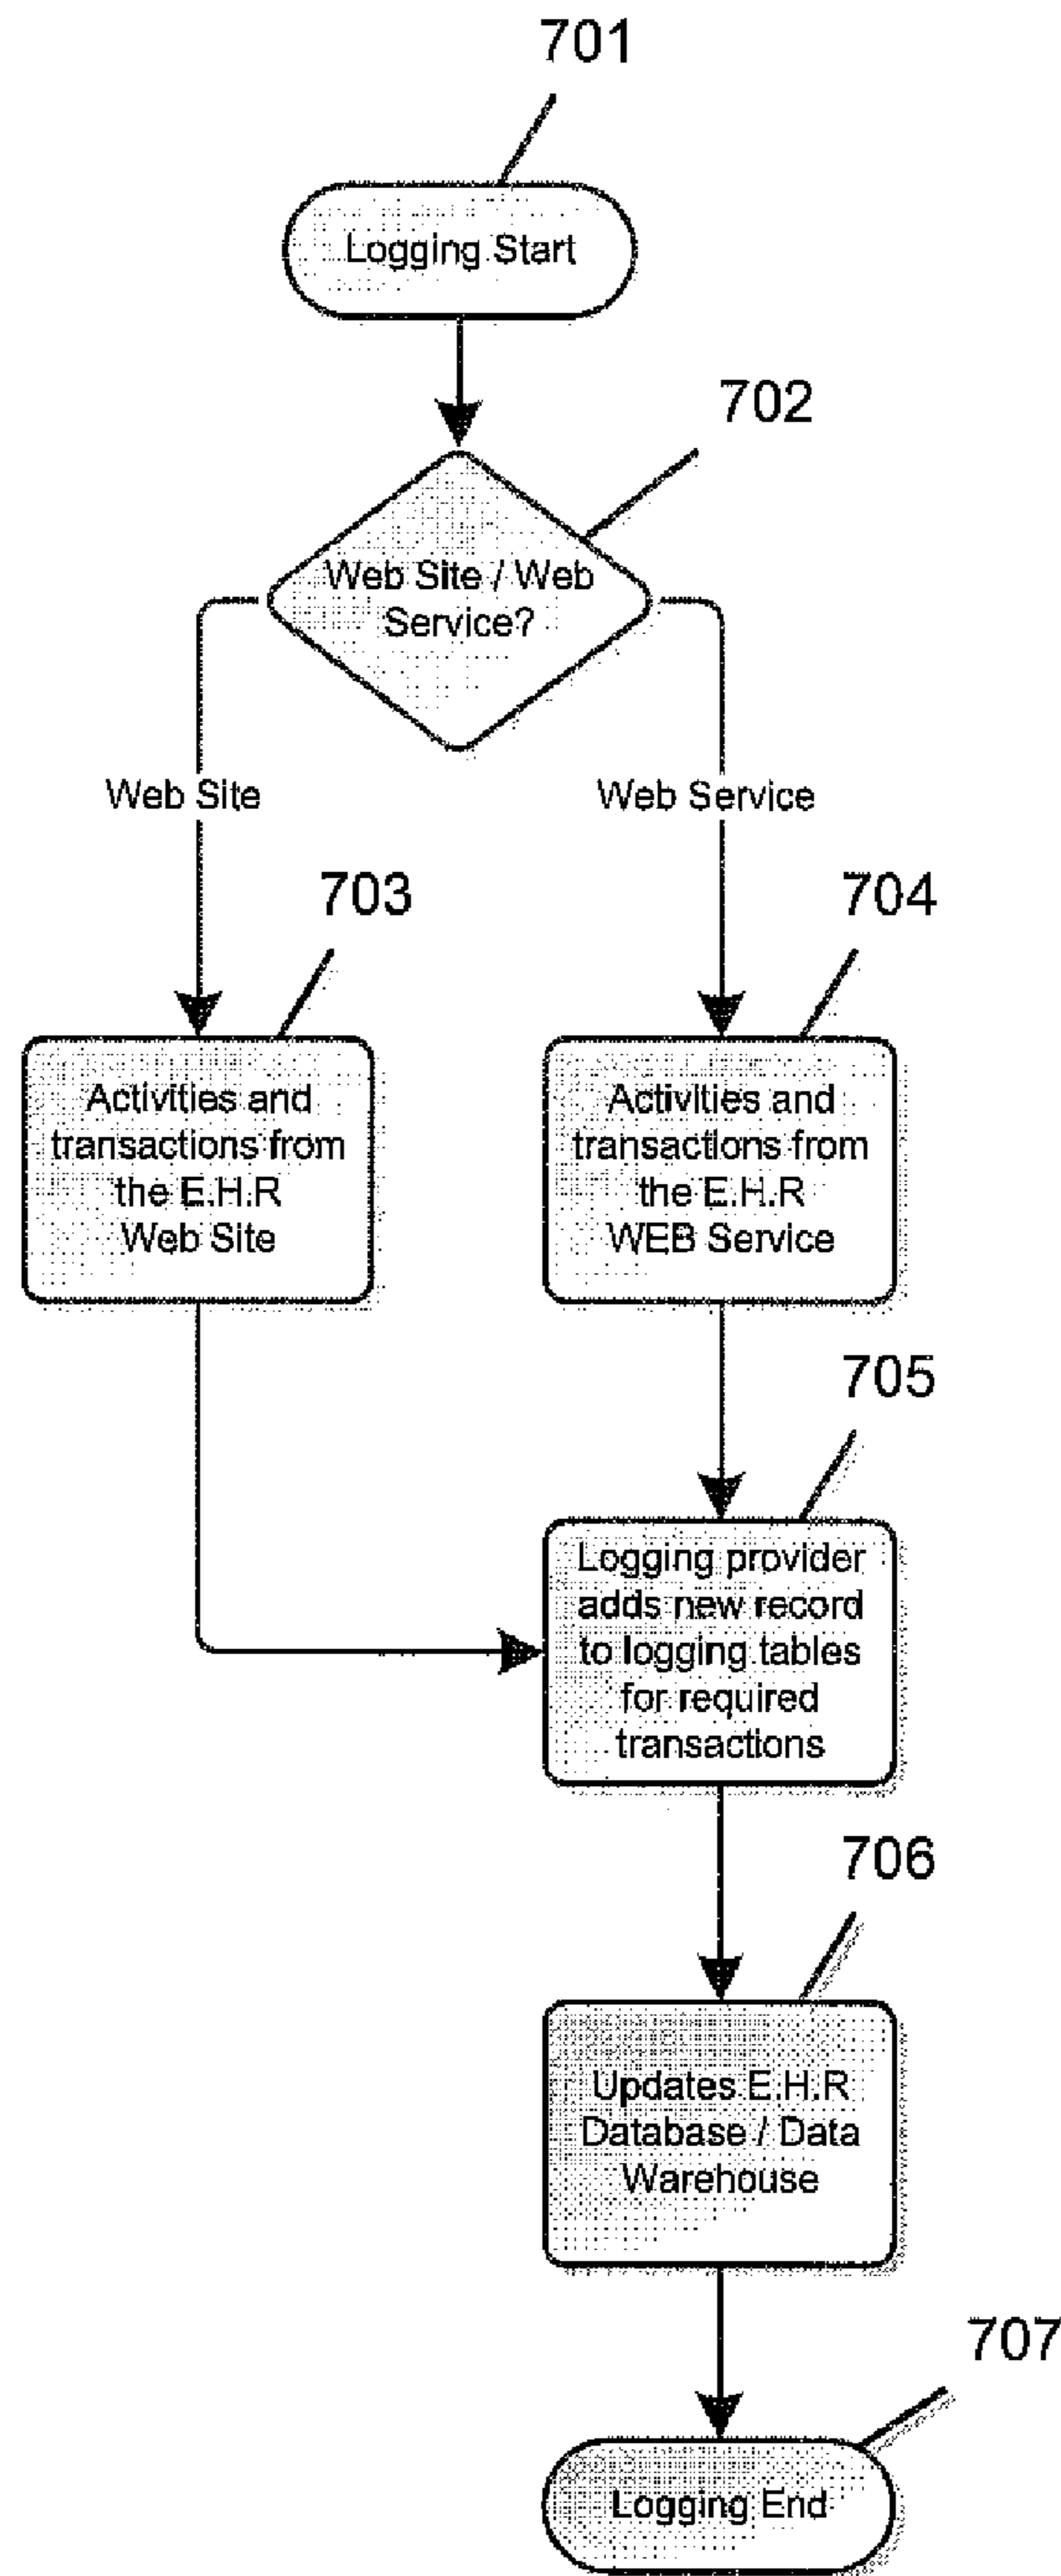 701
Logging Start
702
Web Site / Web
Service?
Web Site
Web Service
703
704
Activities and
transactions from
the E.H.R
Web Site
Activities and
transactions from
the E.H.R
WEB Service
705
Logging provider
adds new record
to logging tables
for required
transactions
706
Updates E.H.R
Database / Data
Warehouse
707
Logging End